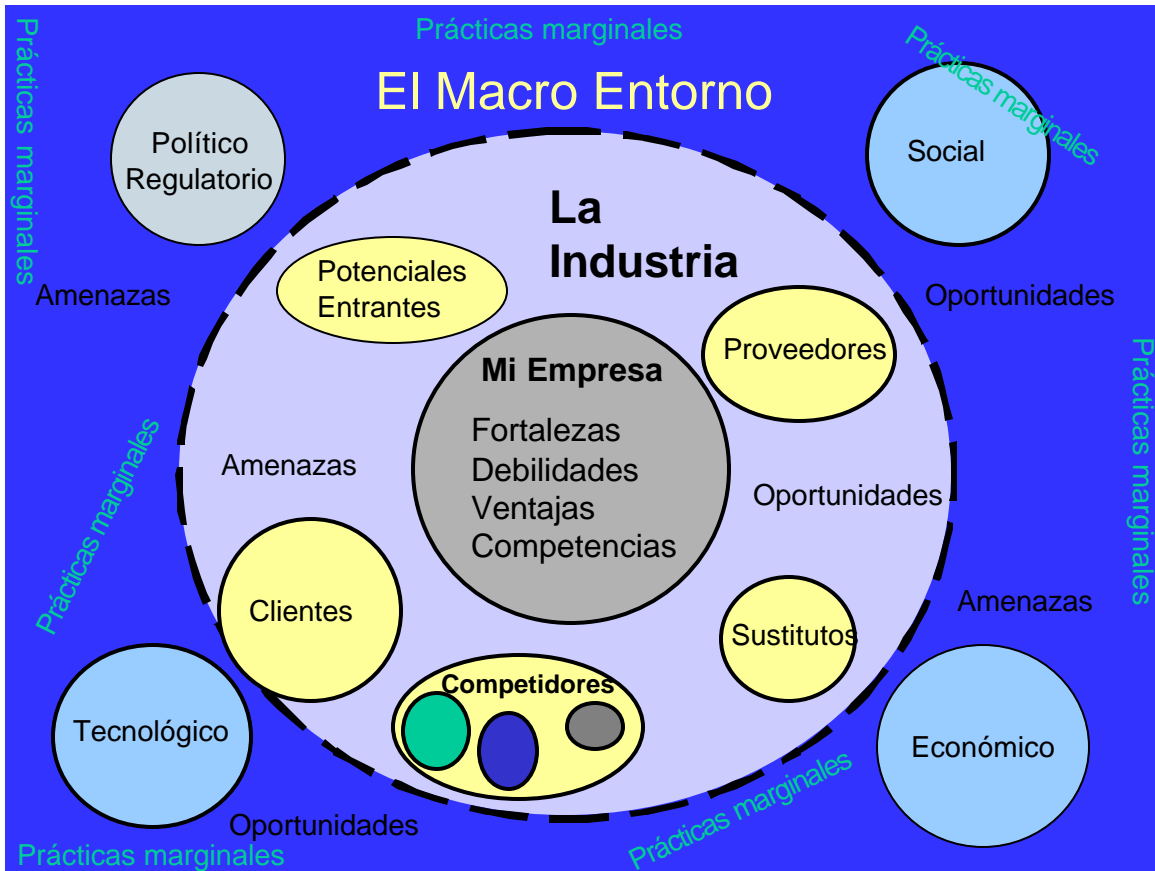 Prácticas marginales
Prácticas marginales
Prácticas marginales
El Macro Entorno
Político
Regulatorio
Social
La
Industria
Potenciales
Entrantes
Amenazas
Oportunidades
Proveedores
Mi Empresa
Fortalezas
Debilidades
Ventajas
Competencias
Amenazas
Oportunidades
Prácticas marginales
Prácticas marginales
Clientes
Sustitutos
Amenazas
Competidores
Tecnológico
Económico
Oportunidades
Prácticas marginales
Prácticas marginales